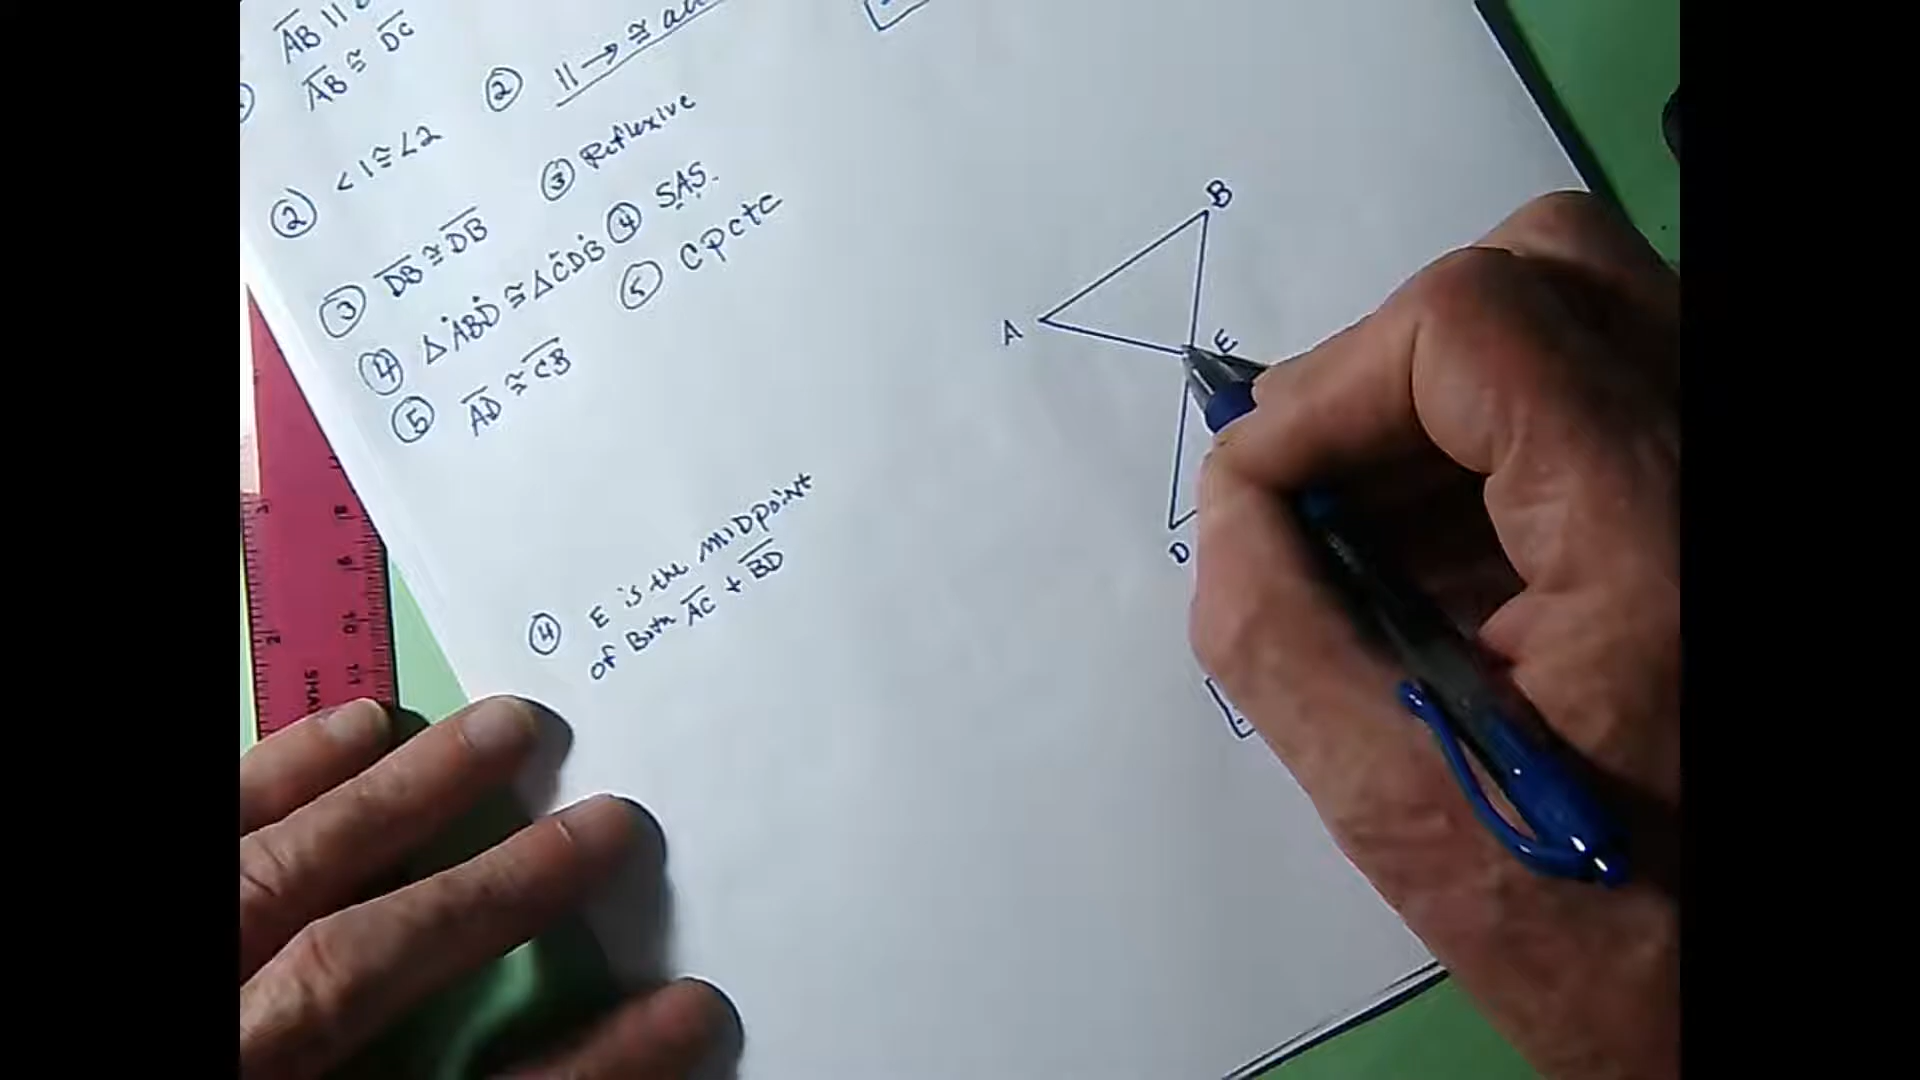 AB ||
AB ≅ DC
② || → ≅
② < 1 ≅ ∠2
③ Reflexive
③ DB ≅ DB
④ SAS.
④ △ABD ≅ △CDB
⑤ CPCTC
⑤ AD ≅ CB
B
A
E
D
④ E is the MIDpoint
of Both AC + BD